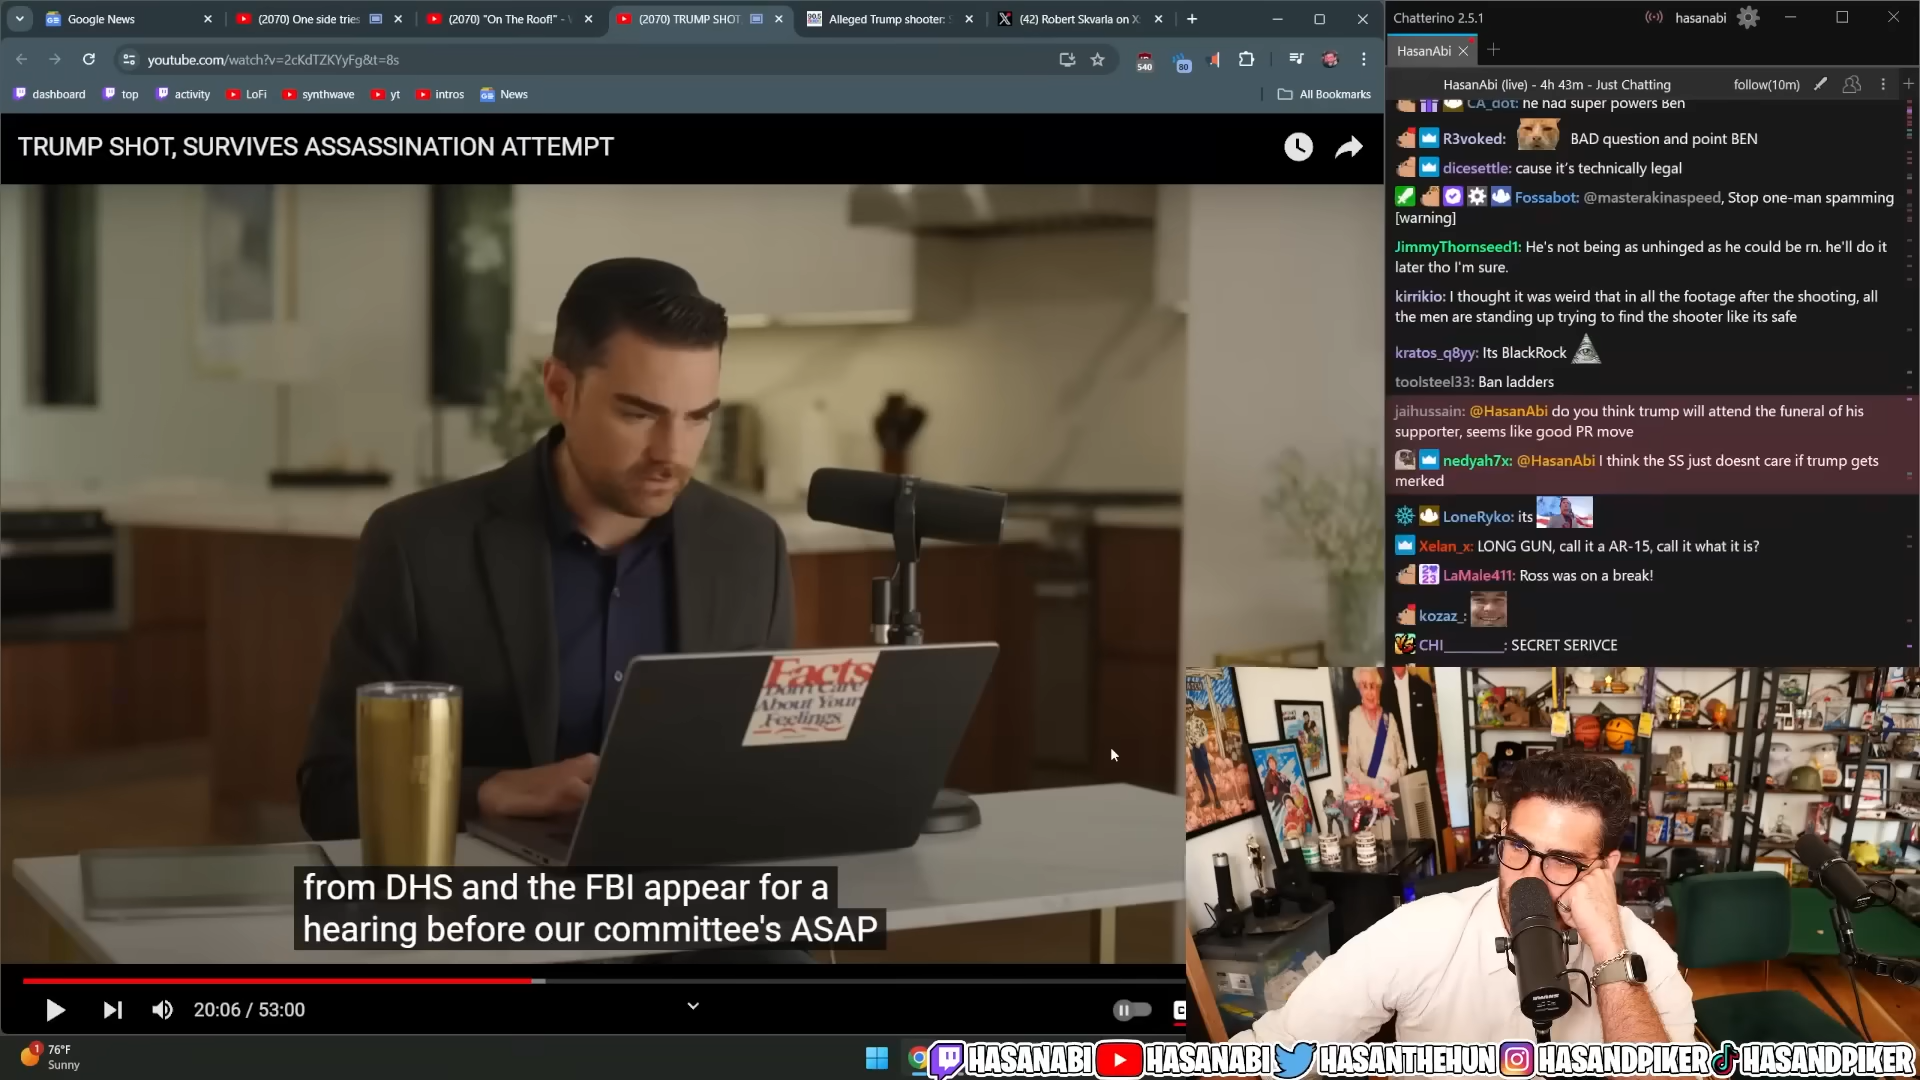 Google News
(2070) One side tries
(2070) "On The Roof!" -
(2070) TRUMP SHOT
Alleged Trump shooter:
(42) Robert Skvarla on X
youtube.com/watch?v=2cKdTZKYyFg&t=8s
540
80
dashboard
top
activity
LoFi
synthwave
yt
intros
News
All Bookmarks
TRUMP SHOT, SURVIVES ASSASSINATION ATTEMPT
Facts
Don't Care
About Your
Feelings
from DHS and the FBI appear for a
hearing before our committee's ASAP
20:06 / 53:00
1
76°F
Sunny
Chatterino 2.5.1
hasanabi
HasanAbi
HasanAbi (live) - 4h 43m - Just Chatting
follow(10m)
CA_dot: he had super powers Ben
R3voked: BAD question and point BEN
dicesettle: cause it's technically legal
Fossabot: @masterakinaspeed, Stop one-man spamming
[warning]
JimmyThornseed1: He's not being as unhinged as he could be rn. he'll do it
later tho I'm sure.
kirrikio: I thought it was weird that in all the footage after the shooting, all
the men are standing up trying to find the shooter like its safe
kratos_q8yy: Its BlackRock
toolsteel33: Ban ladders
jaihussain: @HasanAbi do you think trump will attend the funeral of his
supporter, seems like good PR move
nedyah7x: @HasanAbi I think the SS just doesnt care if trump gets
merked
LoneRyko: its
Xelan_x: LONG GUN, call it a AR-15, call it what it is?
LaMale411: Ross was on a break!
kozaz_:
CHI________: SECRET SERIVCE
HASANABI
HASANABI
HASANTHEHUN
HASANDPIKER
HASANDPIKER